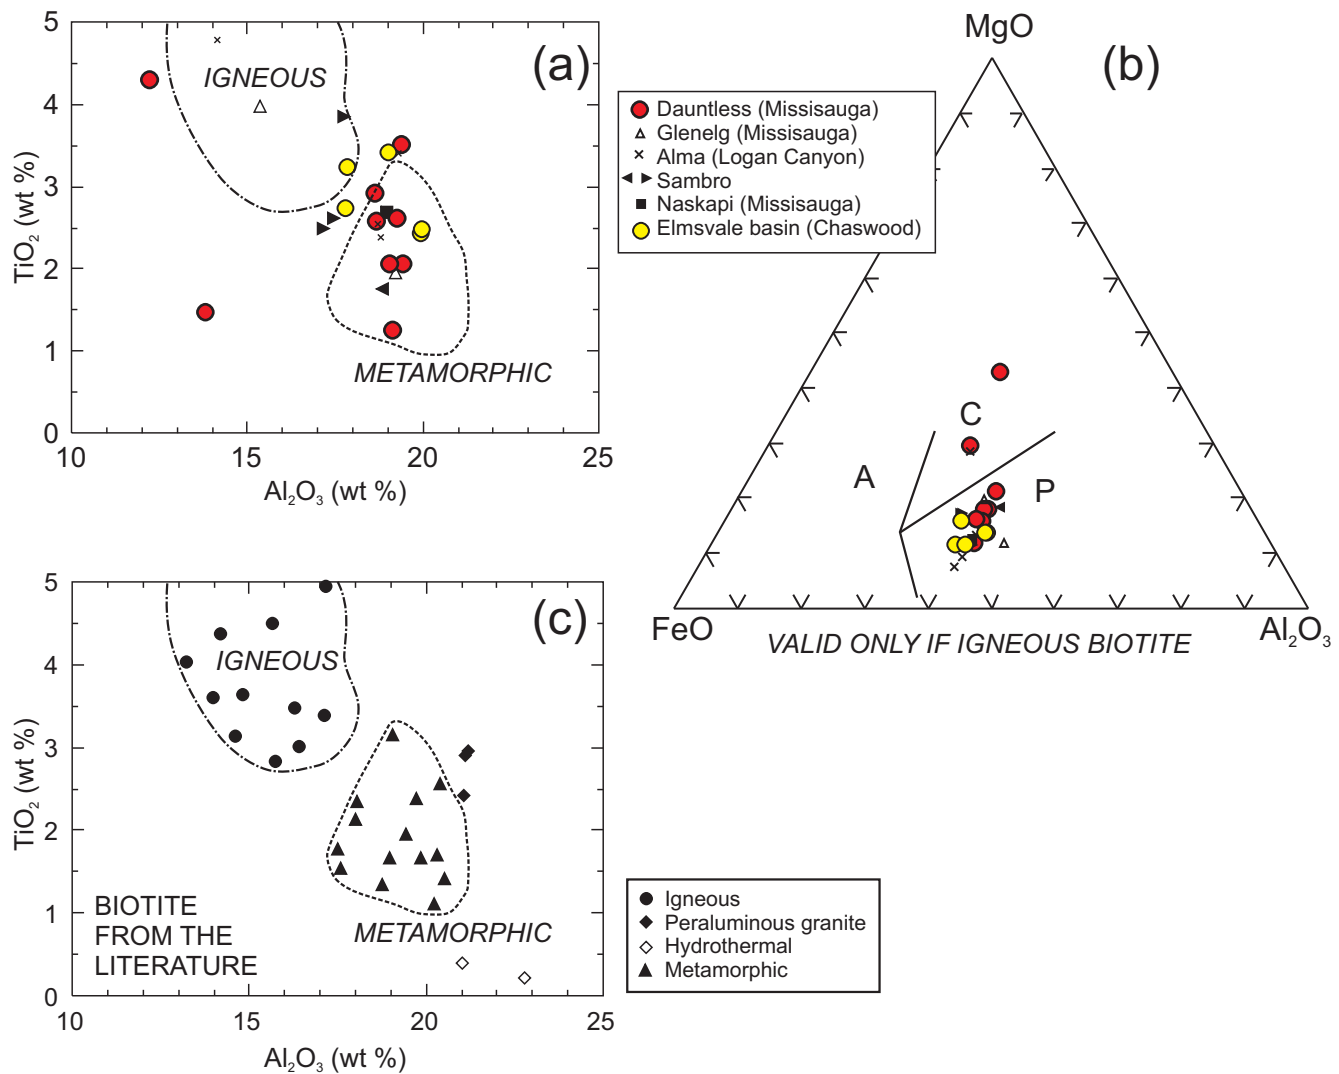 (a)
5
4
3
2
1
0
10
15
20
25
TiO₂ (wt %)
Al₂O₃ (wt %)
IGNEOUS
METAMORPHIC
(b)
MgO
Dauntless (Missisauga)
Glenelg (Missisauga)
Alma (Logan Canyon)
Sambro
Naskapi (Missisauga)
Elmsvale basin (Chaswood)
C
A
P
FeO
Al₂O₃
VALID ONLY IF IGNEOUS BIOTITE
(c)
5
4
3
2
1
0
10
15
20
25
TiO₂ (wt %)
Al₂O₃ (wt %)
IGNEOUS
METAMORPHIC
BIOTITE
FROM THE
LITERATURE
Igneous
Peraluminous granite
Hydrothermal
Metamorphic